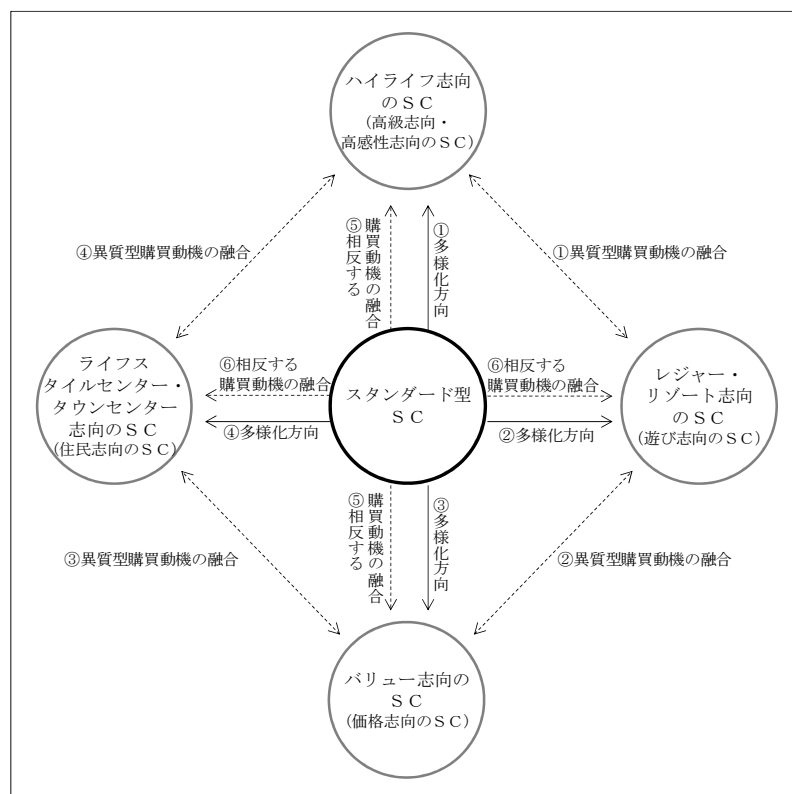 ハイライフ志向
のＳＣ
(高級志向・
高感性志向のＳＣ)
④異質型購買動機の融合
①異質型購買動機の融合
⑤相反する
購買動機の融合
①多様化方向
ライフス
タイルセンター・
タウンセンター
志向のＳＣ
(住民志向のＳＣ)
⑥相反する
購買動機の融合
④多様化方向
スタンダード型
ＳＣ
⑥相反する
購買動機の融合
②多様化方向
レジャー・
リゾート志向
のＳＣ
(遊び志向のＳＣ)
⑤相反する
購買動機の融合
③多様化方向
③異質型購買動機の融合
②異質型購買動機の融合
バリュー志向の
ＳＣ
(価格志向のＳＣ)